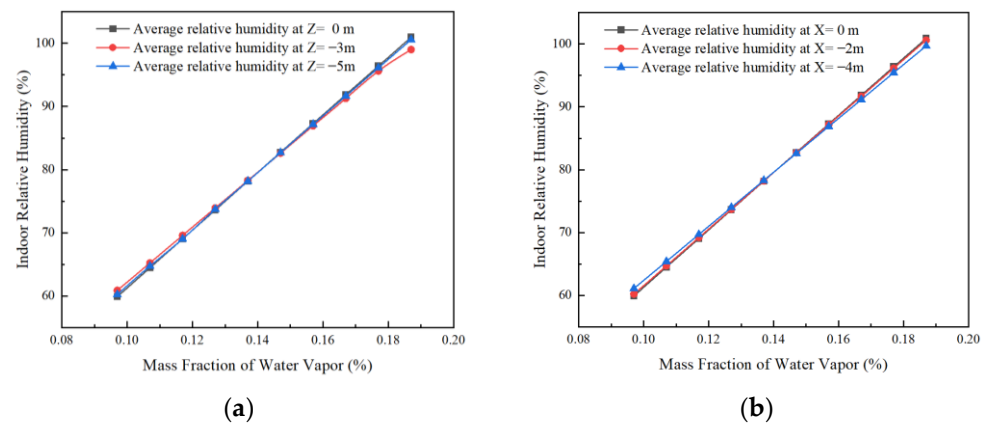 Average relative humidity at Z= 0 m
Average relative humidity at Z= −3m
Average relative humidity at Z= −5m
100
90
80
70
60
0.08 0.10 0.12 0.14 0.16 0.18 0.20
Indoor Relative Humidity (%)
Mass Fraction of Water Vapor (%)
(a)
Average relative humidity at X= 0 m
Average relative humidity at X= −2m
Average relative humidity at X= −4m
100
90
80
70
60
0.08 0.10 0.12 0.14 0.16 0.18 0.20
Indoor Relative Humidity (%)
Mass Fraction of Water Vapor (%)
(b)